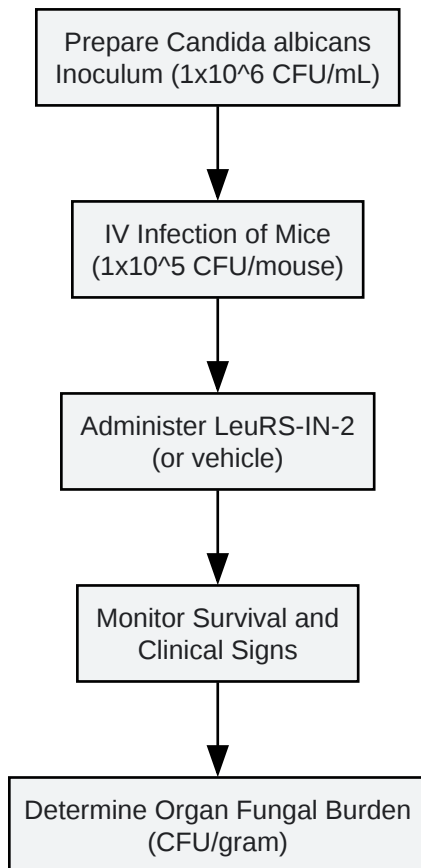 Prepare Candida albicans
Inoculum (1x10^6 CFU/mL)
IV Infection of Mice
(1x10^5 CFU/mouse)
Administer LeuRS-IN-2
(or vehicle)
Monitor Survival and
Clinical Signs
Determine Organ Fungal Burden
(CFU/gram)